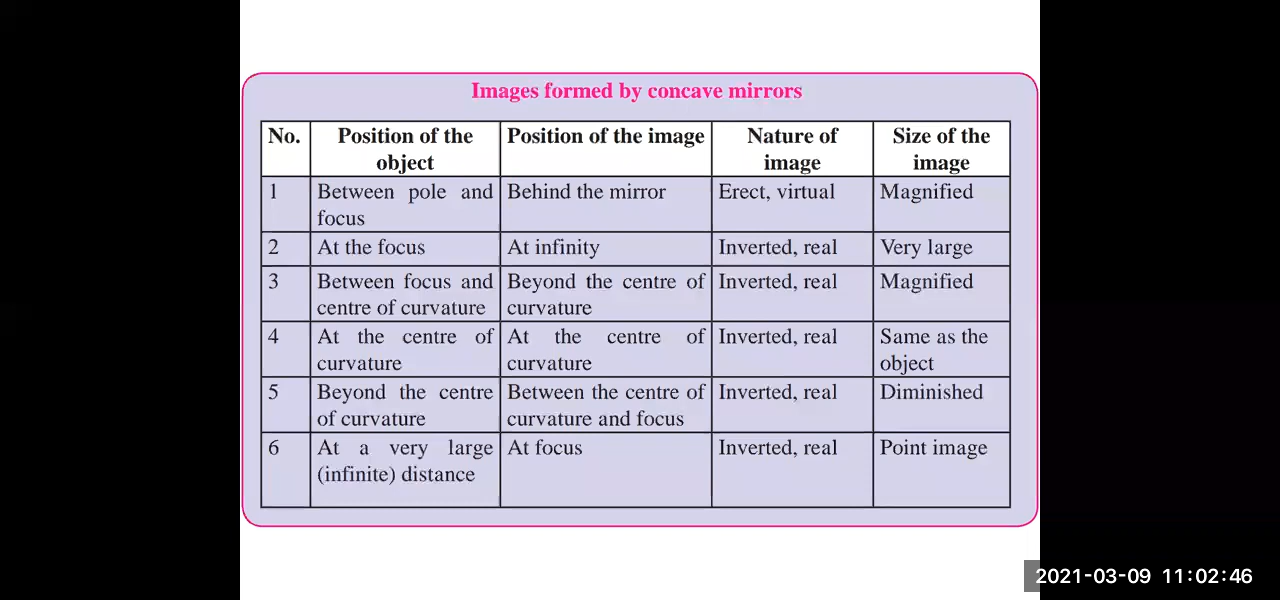 Images formed by concave mirrors
No. Position of the object Position of the image Nature of image Size of the image
1 Between pole and focus Behind the mirror Erect, virtual Magnified
2 At the focus At infinity Inverted, real Very large
3 Between focus and centre of curvature Beyond the centre of curvature Inverted, real Magnified
4 At the centre of curvature At the centre of curvature Inverted, real Same as the object
5 Beyond the centre of curvature Between the centre of curvature and focus Inverted, real Diminished
6 At a very large (infinite) distance At focus Inverted, real Point image
2021-03-09 11:02:46